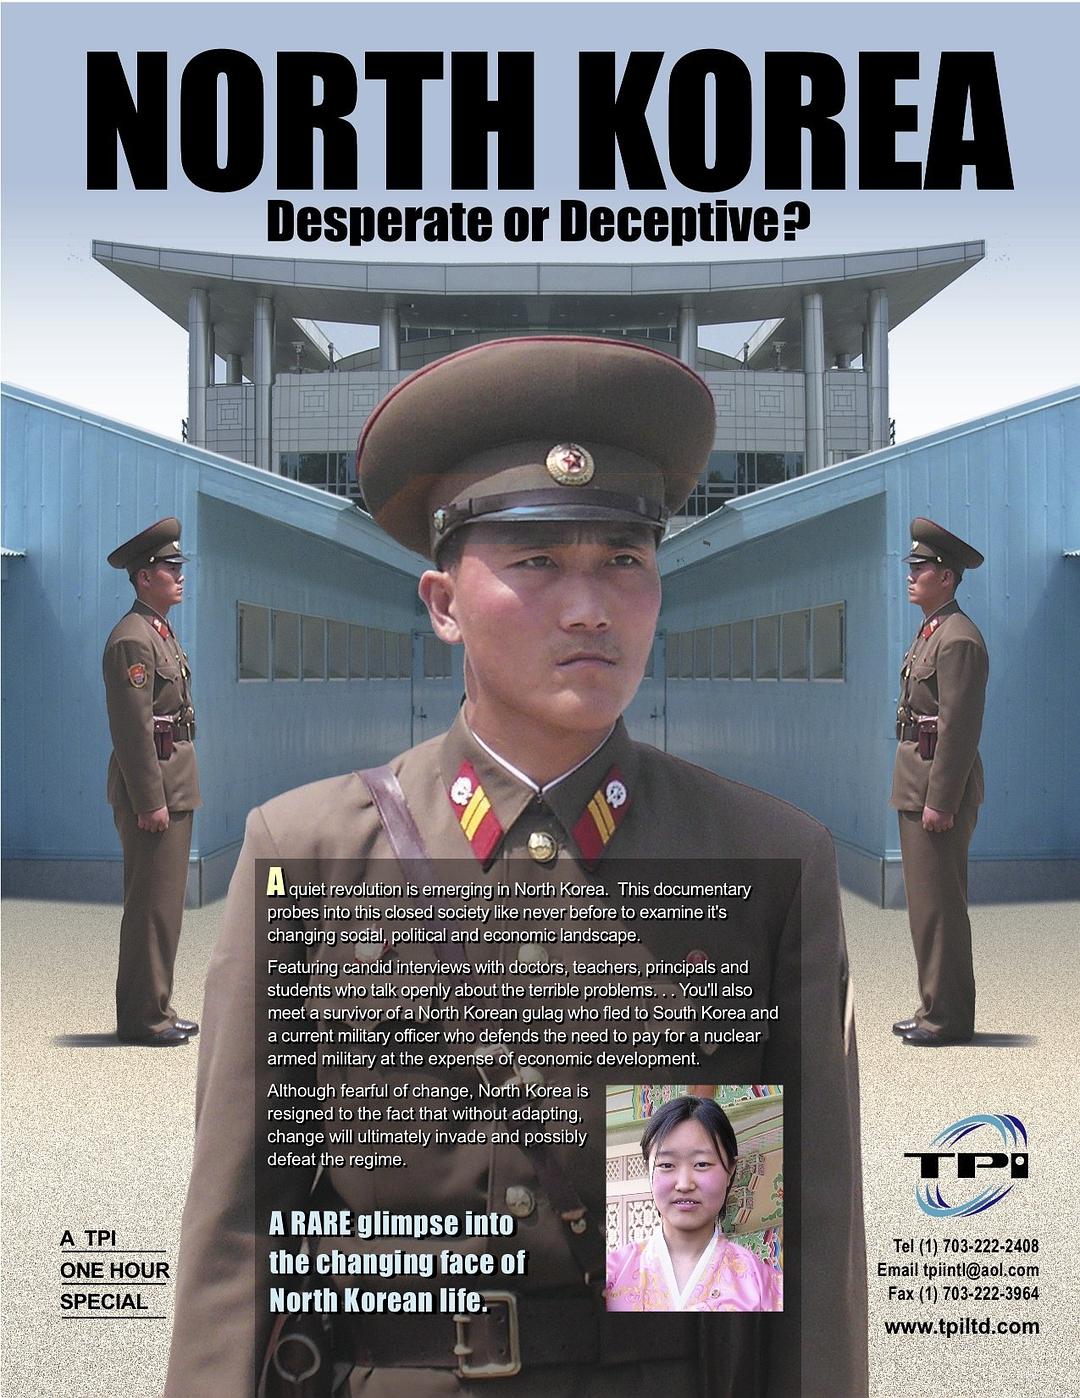 NORTH KOREA
Desperate or Deceptive?
A quiet revolution is emerging in North Korea. This documentary
probes into this closed society like never before to examine it's
changing social, political and economic landscape.
Featuring candid interviews with doctors, teachers, principals and
students who talk openly about the terrible problems. . . You'll also
meet a survivor of a North Korean gulag who fled to South Korea and
a current military officer who defends the need to pay for a nuclear
armed military at the expense of economic development.
Although fearful of change, North Korea is
resigned to the fact that without adapting,
change will ultimately invade and possibly
defeat the regime.
A RARE glimpse into
the changing face of
North Korean life.
A TPI
ONE HOUR
SPECIAL
TPi
Tel (1) 703-222-2408
Email tpiintl@aol.com
Fax (1) 703-222-3964
www.tpiltd.com